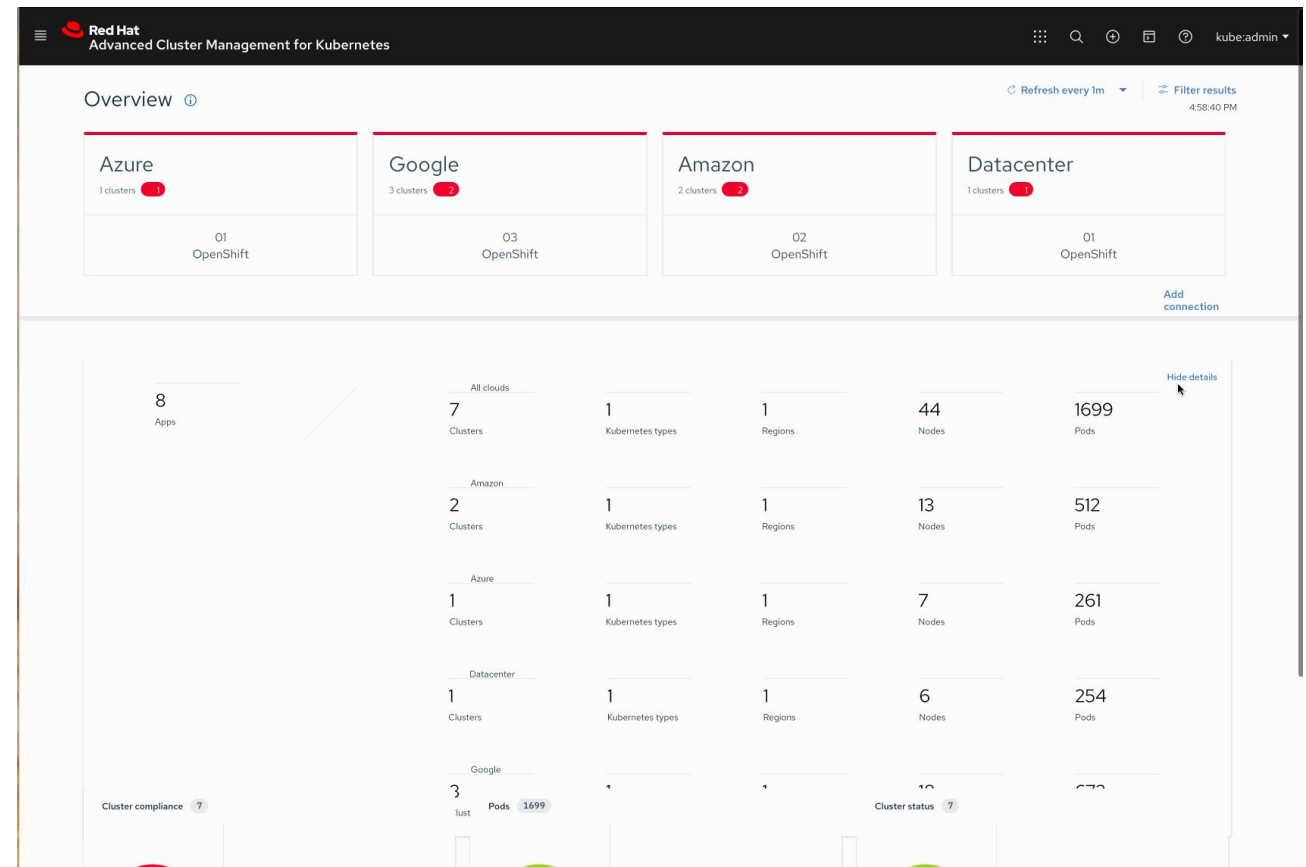 Red Hat
Advanced Cluster Management for Kubernetes
kube:admin
Overview
Refresh every 1m
Filter results
4:58:40 PM
Azure
1 clusters 1
01
OpenShift
Google
3 clusters 2
03
OpenShift
Amazon
2 clusters 2
02
OpenShift
Datacenter
1 clusters 1
01
OpenShift
Add
connection
Hide details
8
Apps
All clouds
7 1 1 44 1699
Clusters Kubernetes types Regions Nodes Pods
Amazon
2 1 1 13 512
Clusters Kubernetes types Regions Nodes Pods
Azure
1 1 1 7 261
Clusters Kubernetes types Regions Nodes Pods
Datacenter
1 1 1 6 254
Clusters Kubernetes types Regions Nodes Pods
Google
3
Cluster compliance 7
Pods 1699
Cluster status 7